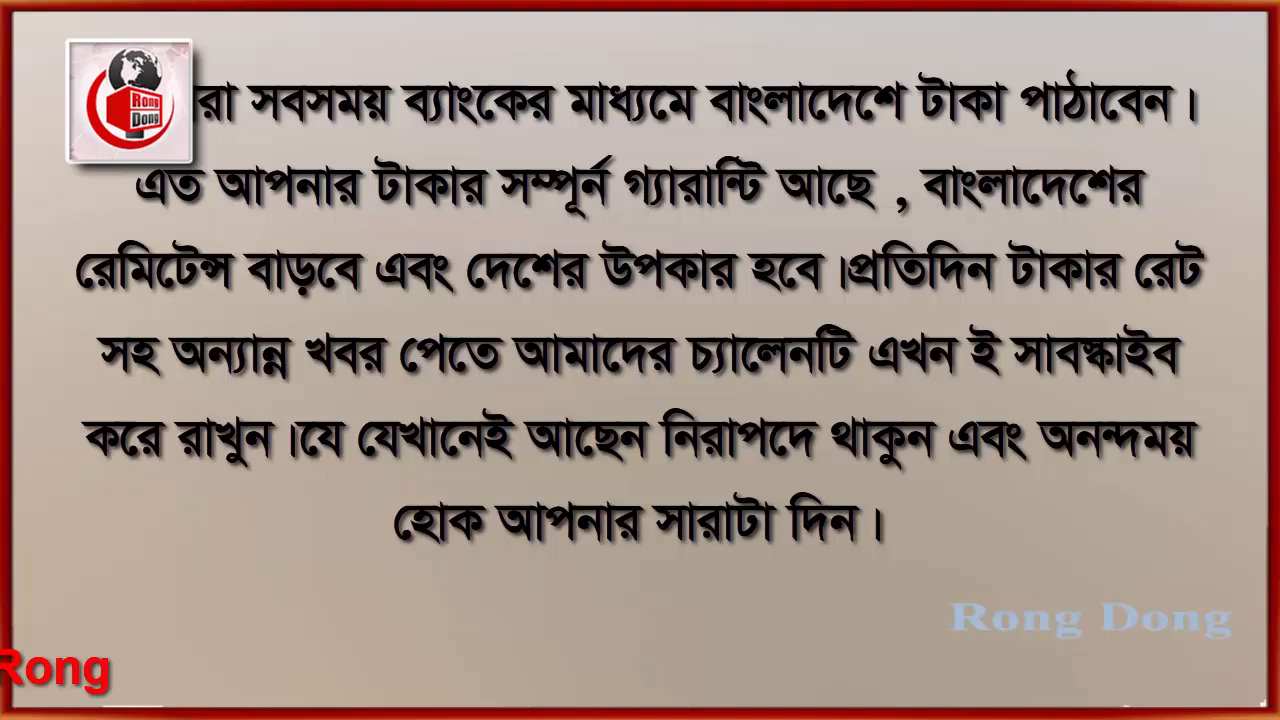 Rong
Dong
রা সবসময় ব্যাংকের মাধ্যমে বাংলাদেশে টাকা পাঠাবেন।
এত আপনার টাকার সম্পূর্ন গ্যারান্টি আছে , বাংলাদেশের
রেমিটেন্স বাড়বে এবং দেশের উপকার হবে।প্রতিদিন টাকার রেট
সহ অন্যান্ন খবর পেতে আমাদের চ্যালেনটি এখন ই সাবস্কাইব
করে রাখুন।যে যেখানেই আছেন নিরাপদে থাকুন এবং অনন্দময়
হোক আপনার সারাটা দিন।
Rong Dong
Rong